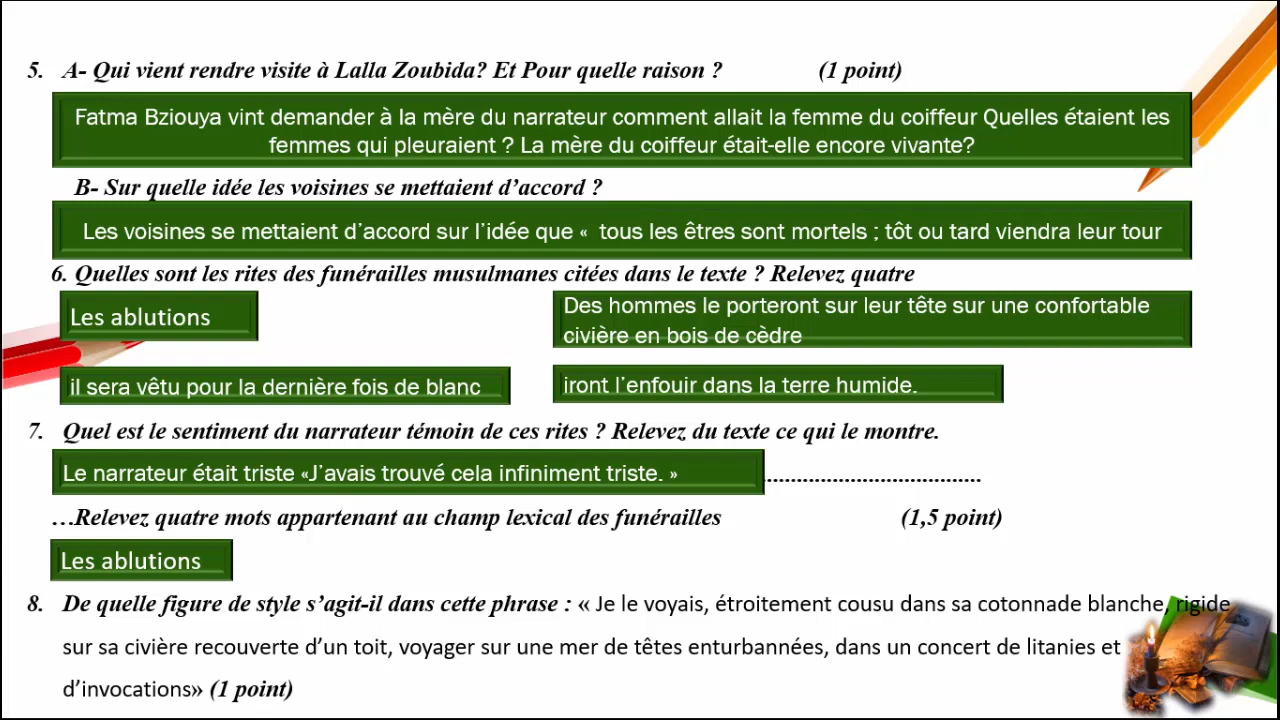 5. A- Qui vient rendre visite à Lalla Zoubida? Et Pour quelle raison ? (1 point)
Fatma Bziouya vint demander à la mère du narrateur comment allait la femme du coiffeur Quelles étaient les
femmes qui pleuraient ? La mère du coiffeur était-elle encore vivante?
B- Sur quelle idée les voisines se mettaient d’accord ?
Les voisines se mettaient d’accord sur l’idée que « tous les êtres sont mortels ; tôt ou tard viendra leur tour
6. Quelles sont les rites des funérailles musulmanes citées dans le texte ? Relevez quatre
Les ablutions
Des hommes le porteront sur leur tête sur une confortable
civière en bois de cèdre
il sera vêtu pour la dernière fois de blanc
iront l’enfouir dans la terre humide.
7. Quel est le sentiment du narrateur témoin de ces rites ? Relevez du texte ce qui le montre.
Le narrateur était triste «J’avais trouvé cela infiniment triste. » ....................................
…Relevez quatre mots appartenant au champ lexical des funérailles (1,5 point)
Les ablutions
8. De quelle figure de style s’agit-il dans cette phrase : « Je le voyais, étroitement cousu dans sa cotonnade blanche, rigide
sur sa civière recouverte d’un toit, voyager sur une mer de têtes enturbannées, dans un concert de litanies et
d’invocations» (1 point)